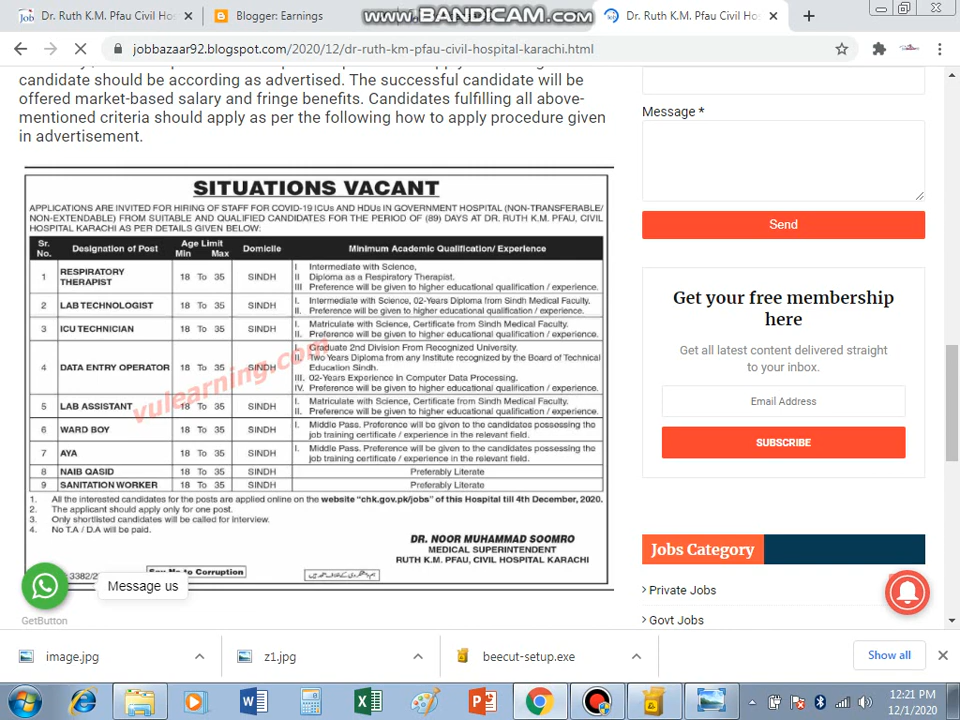 Dr. Ruth K.M. Pfau Civil Hos
Blogger: Earnings
WWW.BANDICAM.COM
Dr. Ruth K.M. Pfau Civil Hospital
jobbazar92.blogspot.com/2020/12/dr-ruth-km-pfau-civil-hospital-karachi.html
candidate should be according as advertised. The successful candidate will be
offered market-based salary and fringe benefits. Candidates fulfilling all above-
mentioned criteria should apply as per the following how to apply procedure given
in advertisement.
SITUATIONS VACANT
APPLICATIONS ARE INVITED FOR HIRING OF STAFF FOR COVID-19 ICUs AND HDUs IN GOVERNMENT HOSPITAL (NON-TRANSFERABLE/
NON-EXTENDABLE) FROM SUITABLE AND QUALIFIED CANDIDATES FOR THE PERIOD OF (89) DAYS AT DR. RUTH K.M. PFAU, CIVIL
HOSPITAL KARACHI AS PER DETAILS GIVEN BELOW:
Sr. No. Designation of Post Age Limit Min Max Domicile Minimum Academic Qualification/ Experience
1 RESPIRATORY THERAPIST 18 To 35 SINDH
I Intermediate with Science,
II Diploma as a Respiratory Therapist.
III Preference will be given to higher educational qualification / experience.
2 LAB TECHNOLOGIST 18 To 35 SINDH
I. Intermediate with Science, 02-Years Diploma from Sindh Medical Faculty.
II. Preference will be given to higher educational qualification / experience.
3 ICU TECHNICIAN 18 To 35 SINDH
I. Matriculate with Science, Certificate from Sindh Medical Faculty.
II. Preference will be given to higher educational qualification / experience.
4 DATA ENTRY OPERATOR 18 To 35 SINDH
I. Graduate 2nd Division From Recognized University.
II. Two Years Diploma from any Institute recognized by the Board of Technical
Education Sindh.
III. 02-Years Experience in Computer Data Processing.
IV. Preference will be given to higher educational qualification / experience.
5 LAB ASSISTANT 18 To 35 SINDH
I. Matriculate with Science, Certificate from Sindh Medical Faculty.
II. Preference will be given to higher educational qualification / experience.
6 WARD BOY 18 To 35 SINDH
I. Middle Pass. Preference will be given to the candidates possessing the
job training certificate / experience in the relevant field.
7 AYA 18 To 35 SINDH
I. Middle Pass. Preference will be given to the candidates possessing the
job training certificate / experience in the relevant field.
8 NAIB QASID 18 To 35 SINDH Preferably Literate
9 SANITATION WORKER 18 To 35 SINDH Preferably Literate
vulearning.com
1. All the interested candidates for the posts are applied online on the website “chk.gov.pk/jobs” of this Hospital till 4th December, 2020.
2. The applicant should apply only for one post.
3. Only shortlisted candidates will be called for interview.
4. No T.A / D.A will be paid.
DR. NOOR MUHAMMAD SOOMRO
MEDICAL SUPERINTENDENT
RUTH K.M. PFAU, CIVIL HOSPITAL KARACHI
Say No to Corruption
Message us
GetButton
Message *
Send
Get your free membership
here
Get all latest content delivered straight
to your inbox.
Email Address
SUBSCRIBE
Jobs Category
Private Jobs
Govt Jobs
image.jpg
z1.jpg
beecut-setup.exe
Show all
12:21 PM
12/1/2020